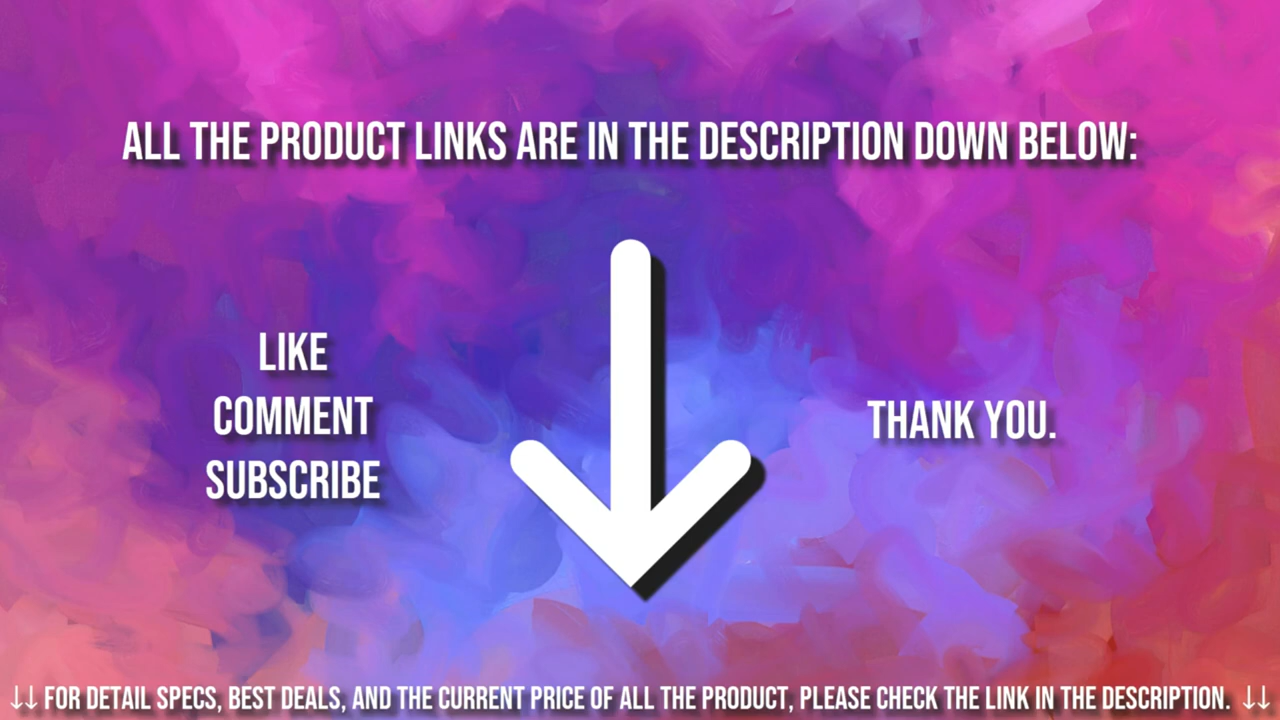 ALL THE PRODUCT LINKS ARE IN THE DESCRIPTION DOWN BELOW:
LIKE
COMMENT
SUBSCRIBE
THANK YOU.
↓↓ FOR DETAIL SPECS, BEST DEALS, AND THE CURRENT PRICE OF ALL THE PRODUCT, PLEASE CHECK THE LINK IN THE DESCRIPTION. ↓↓